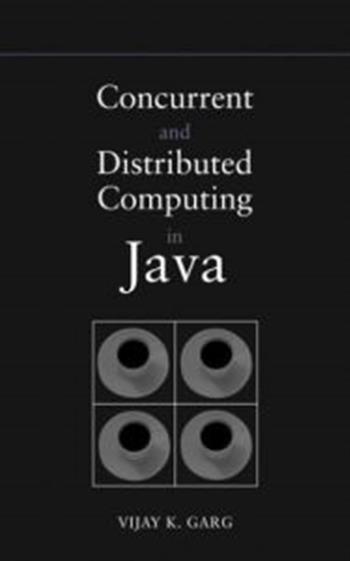 Concurrent
and
Distributed
Computing
in
Java
VIJAY K. GARG